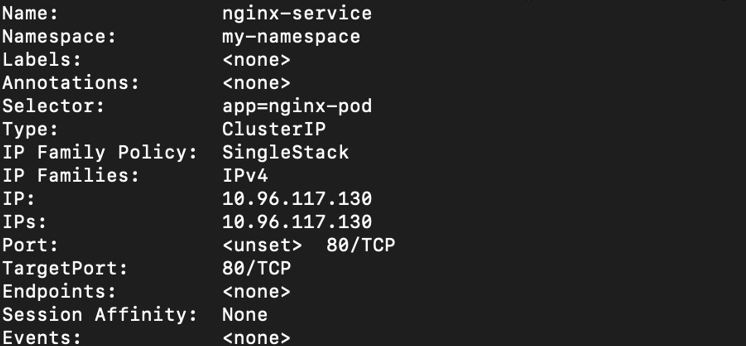 Name: nginx-service
Namespace: my-namespace
Labels: <none>
Annotations: <none>
Selector: app=nginx-pod
Type: ClusterIP
IP Family Policy: SingleStack
IP Families: IPv4
IP: 10.96.117.130
IPs: 10.96.117.130
Port: <unset> 80/TCP
TargetPort: 80/TCP
Endpoints: <none>
Session Affinity: None
Events: <none>